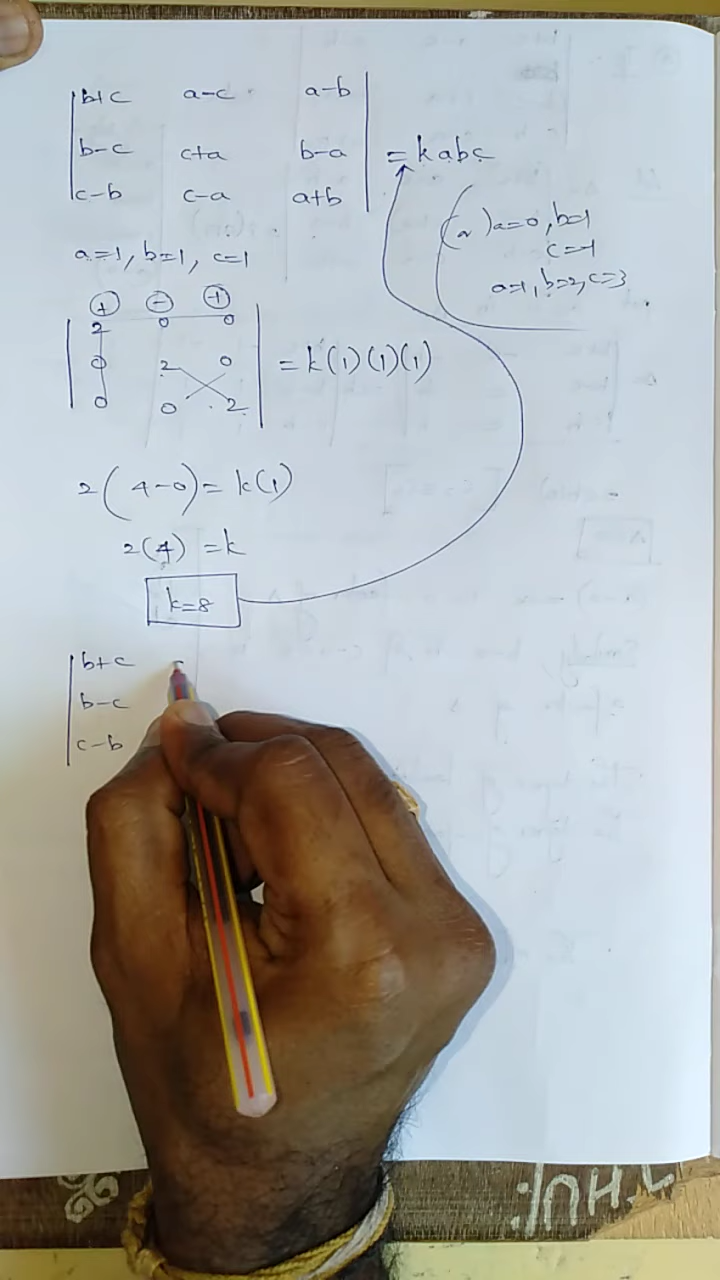 |b+c a-c a-b|
|b-c c+a b-a| = kabc
|c-b c-a a+b|
a=0, b=1
c=-1
a=1, b=2, c=3
a=1, b=1, c=1
+ - +
|2 0 0|
|0 2 0| = k(1)(1)(1)
|0 0 2|
2(4-0) = k(1)
2(4) = k
k=8
|b+c
|b-c
|c-b